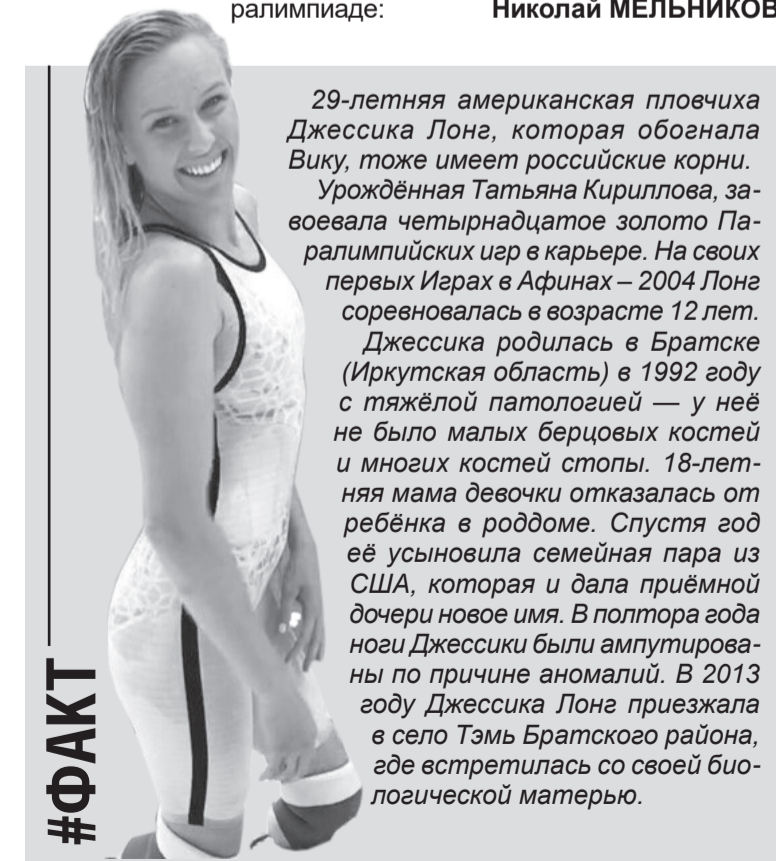 ралимпиаде:
Николай МЕЛЬНИКОВ
29-летняя американская пловчиха
Джессика Лонг, которая обогнала
Вику, тоже имеет российские корни.
Урождённая Татьяна Кириллова, за-
воевала четырнадцатое золото Па-
ралимпийских игр в карьере. На своих
первых Играх в Афинах – 2004 Лонг
соревновалась в возрасте 12 лет.
Джессика родилась в Братске
(Иркутская область) в 1992 году
с тяжёлой патологией — у неё
не было малых берцовых костей
и многих костей стопы. 18-лет-
няя мама девочки отказалась от
ребёнка в роддоме. Спустя год
её усыновила семейная пара из
США, которая и дала приёмной
дочери новое имя. В полтора года
ноги Джессики были ампутирова-
ны по причине аномалий. В 2013
году Джессика Лонг приезжала
в село Тэмь Братского района,
где встретилась со своей био-
логической матерью.
#ФАКТ